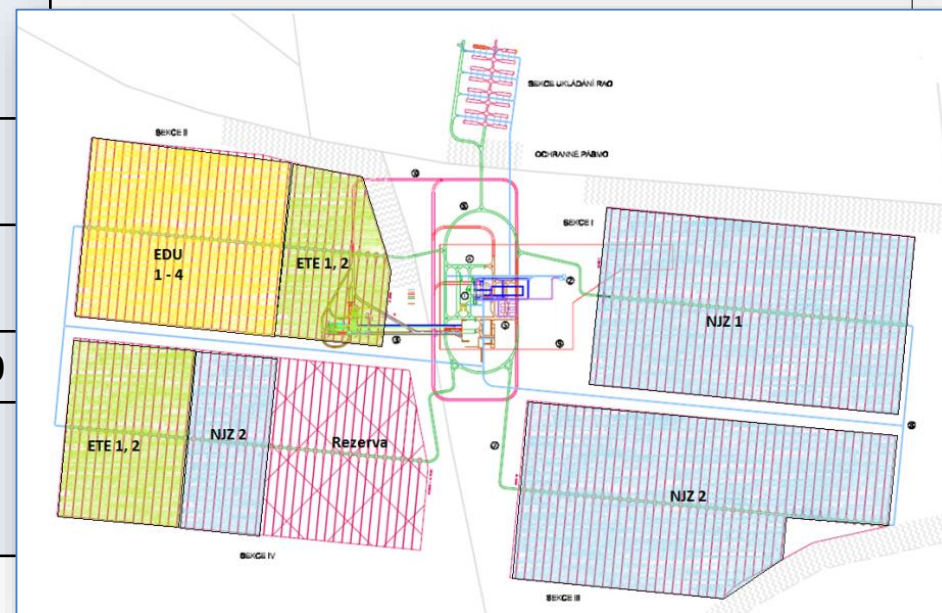 SEKCE UKLÁDÁNÍ RAO
SEKCE II
OCHRANNÉ PÁSMO
SEKCE I
EDU
1 - 4
ETE 1, 2
NJZ 1
ETE 1, 2
NJZ 2
Rezerva
NJZ 2
SEKCE IV
SEKCE III